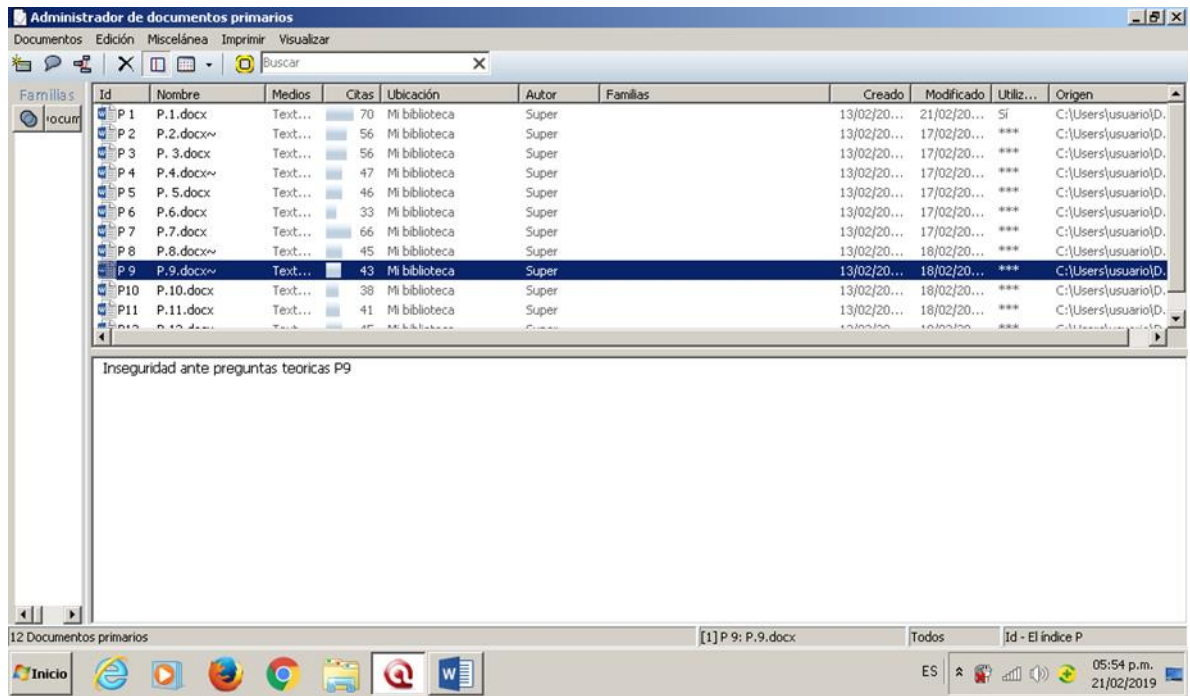 Administrador de documentos primarios
Documentos Edición Miscelánea Imprimir Visualizar
Buscar
Familias Id Nombre Medios Citas Ubicación Autor Familias Creado Modificado Utiliz... Origen
P 1 P.1.docx Text... 70 Mi biblioteca Super 13/02/20... 21/02/20... Sí C:\Users\usuario\D.
P 2 P.2.docx~ Text... 56 Mi biblioteca Super 13/02/20... 17/02/20... *** C:\Users\usuario\D.
P 3 P. 3.docx Text... 56 Mi biblioteca Super 13/02/20... 17/02/20... *** C:\Users\usuario\D.
P 4 P.4.docx~ Text... 47 Mi biblioteca Super 13/02/20... 17/02/20... *** C:\Users\usuario\D.
P 5 P. 5.docx Text... 46 Mi biblioteca Super 13/02/20... 17/02/20... *** C:\Users\usuario\D.
P 6 P.6.docx Text... 33 Mi biblioteca Super 13/02/20... 17/02/20... *** C:\Users\usuario\D.
P 7 P.7.docx Text... 66 Mi biblioteca Super 13/02/20... 17/02/20... *** C:\Users\usuario\D.
P 8 P.8.docx~ Text... 45 Mi biblioteca Super 13/02/20... 18/02/20... *** C:\Users\usuario\D.
P 9 P.9.docx~ Text... 43 Mi biblioteca Super 13/02/20... 18/02/20... *** C:\Users\usuario\D.
P10 P.10.docx Text... 38 Mi biblioteca Super 13/02/20... 18/02/20... *** C:\Users\usuario\D.
P11 P.11.docx Text... 41 Mi biblioteca Super 13/02/20... 18/02/20... *** C:\Users\usuario\D.
Inseguridad ante preguntas teoricas P9
12 Documentos primarios [1] P 9: P.9.docx Todos Id - El índice P
Inicio ES 05:54 p.m.
21/02/2019